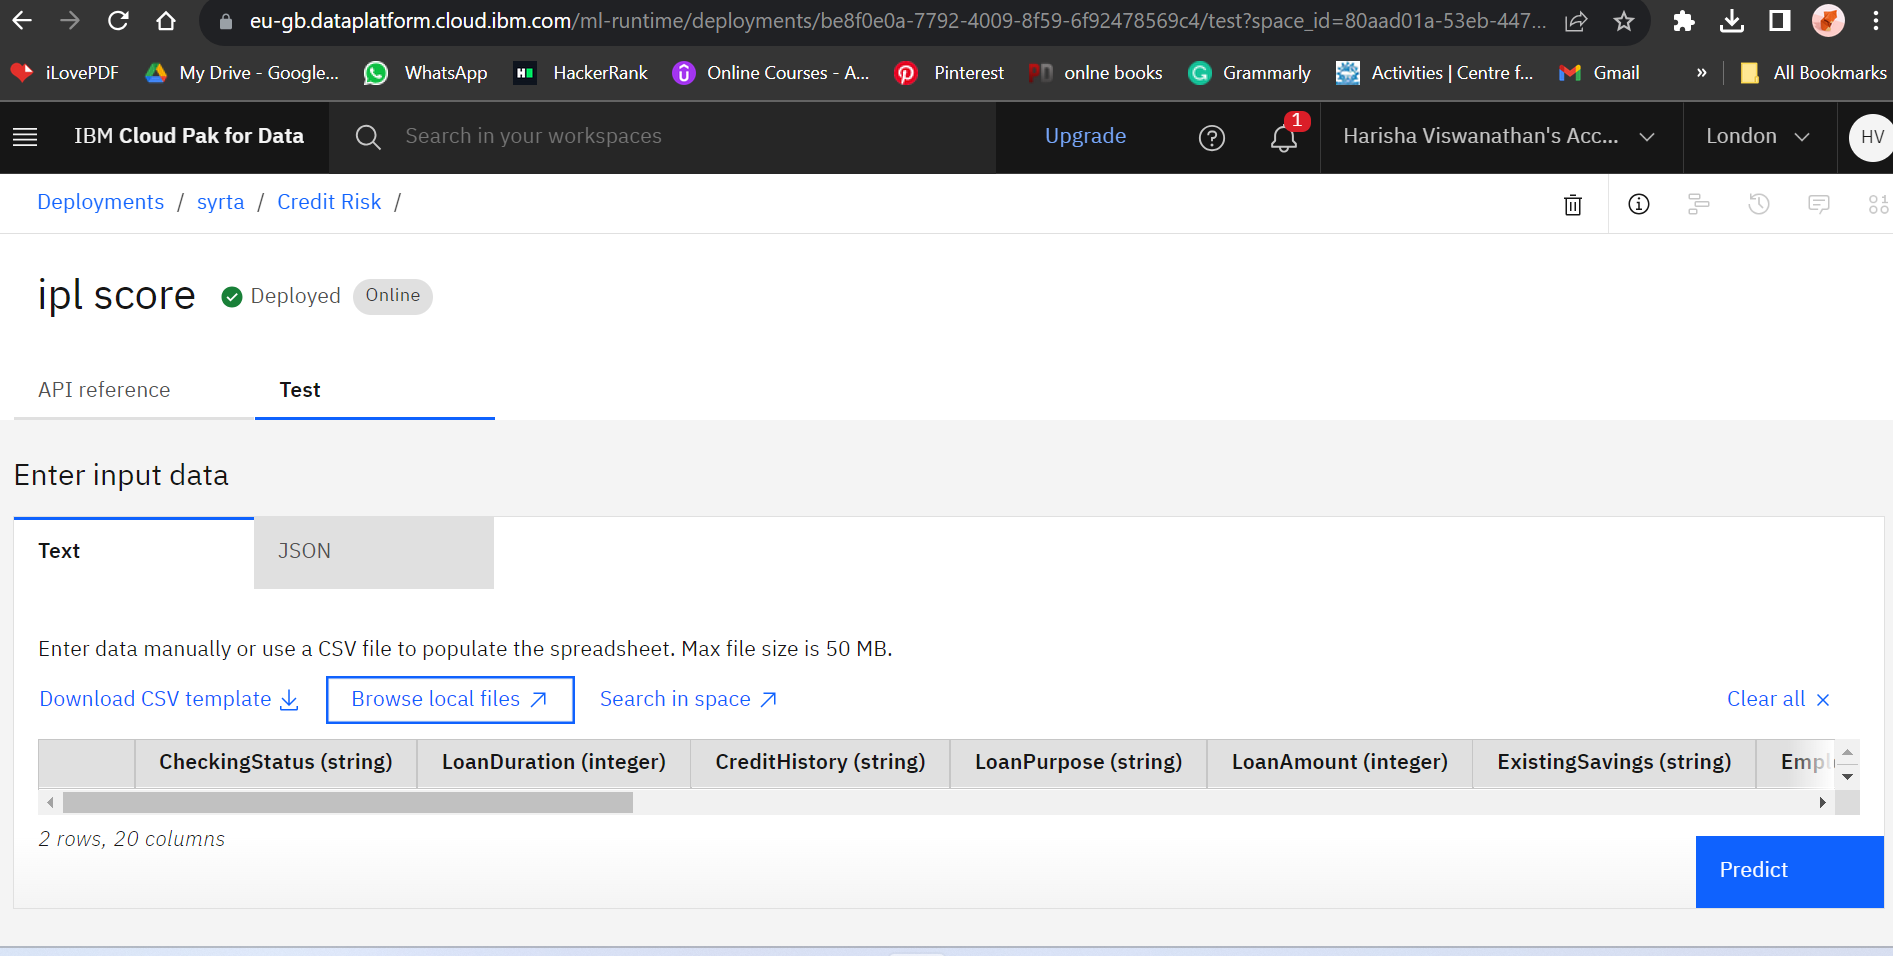 eu-gb.dataplatform.cloud.ibm.com/ml-runtime/deployments/be8f0e0a-7792-4009-8f59-6f92478569c4/test?space_id=80aad01a-53eb-447...
iLovePDF My Drive - Google... WhatsApp HackerRank Online Courses - A... Pinterest onlne books Grammarly Activities | Centre f... Gmail » All Bookmarks
IBM Cloud Pak for Data Search in your workspaces Upgrade 1 Harisha Viswanathan's Acc... London HV
Deployments / syrta / Credit Risk /
ipl score Deployed Online
API reference Test
Enter input data
Text JSON
Enter data manually or use a CSV file to populate the spreadsheet. Max file size is 50 MB.
Download CSV template Browse local files Search in space Clear all ×
CheckingStatus (string) LoanDuration (integer) CreditHistory (string) LoanPurpose (string) LoanAmount (integer) ExistingSavings (string) Empl
2 rows, 20 columns
Predict